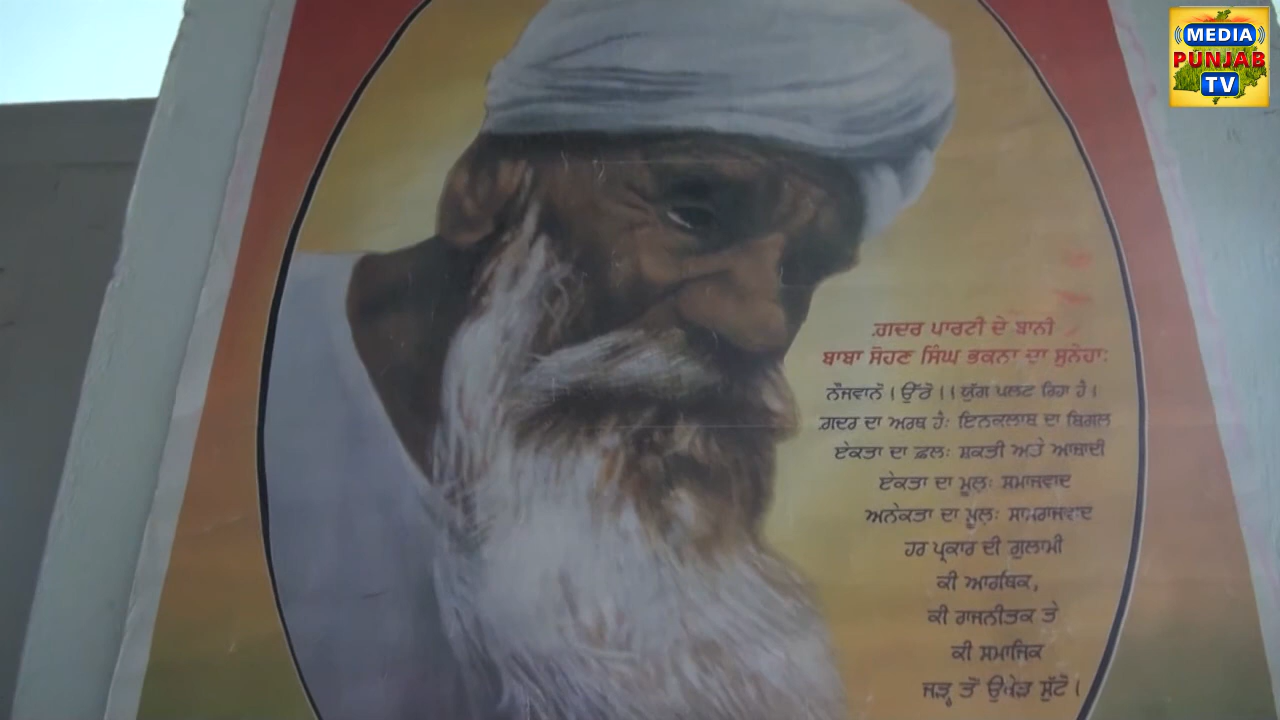 MEDIA
PUNJAB
TV
ਗ਼ਦਰ ਪਾਰਟੀ ਦੇ ਬਾਨੀ
ਬਾਬਾ ਸੋਹਣ ਸਿੰਘ ਭਕਨਾ ਦਾ ਸੁਨੇਹਾ:
ਨੌਜਵਾਨੋ। ਉੱਠੋ।। ਯੁੱਗ ਪਲਟ ਰਿਹਾ ਹੈ।
ਗ਼ਦਰ ਦਾ ਅਰਥ ਹੈ: ਇਨਕਲਾਬ ਦਾ ਬਿਗਲ
ਏਕਤਾ ਦਾ ਫ਼ਲ: ਸ਼ਕਤੀ ਅਤੇ ਆਜ਼ਾਦੀ
ਏਕਤਾ ਦਾ ਮੂਲ: ਸਮਾਜਵਾਦ
ਅਨੇਕਤਾ ਦਾ ਮੂਲ: ਸਾਮਰਾਜਵਾਦ
ਹਰ ਪ੍ਰਕਾਰ ਦੀ ਗੁਲਾਮੀ
ਕੀ ਆਰਥਿਕ,
ਕੀ ਰਾਜਨੀਤਕ ਤੇ
ਕੀ ਸਮਾਜਿਕ
ਜੜ੍ਹ ਤੋਂ ਉਖੇੜ ਸੁੱਟੋ।